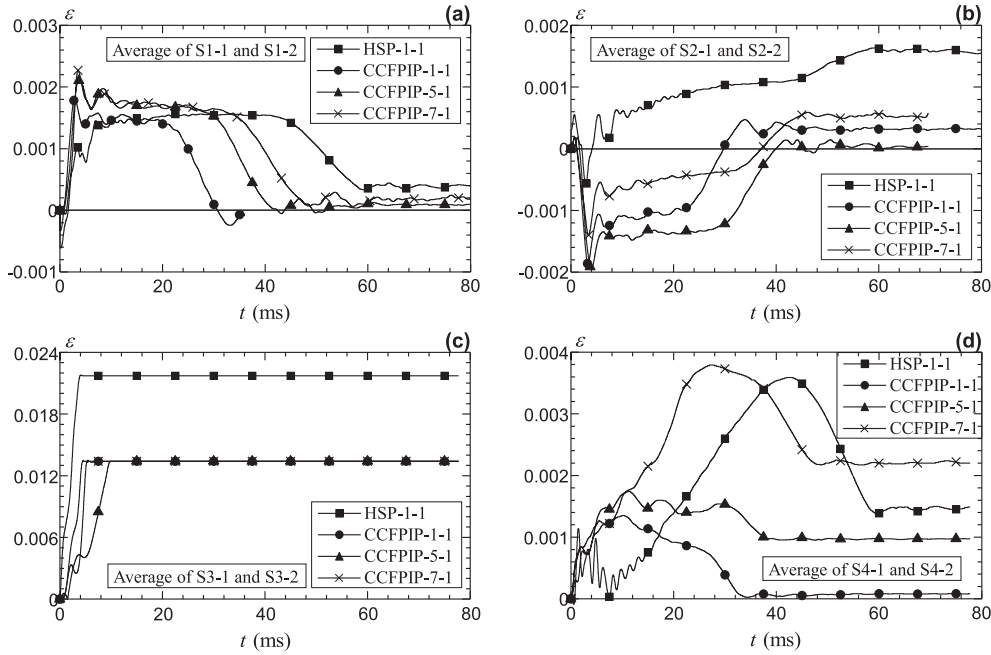 ε
(a)
0.003
0.002
0.001
0.000
-0.001
Average of S1-1 and S1-2
HSP-1-1
CCFPIP-1-1
CCFPIP-5-1
CCFPIP-7-1
0 20 40 60 80
t (ms)
ε
(b)
0.002
0.001
0.000
-0.001
-0.002
Average of S2-1 and S2-2
HSP-1-1
CCFPIP-1-1
CCFPIP-5-1
CCFPIP-7-1
0 20 40 60 80
t (ms)
ε
(c)
0.024
0.018
0.012
0.006
0.000
HSP-1-1
CCFPIP-1-1
CCFPIP-5-1
CCFPIP-7-1
Average of S3-1 and S3-2
0 20 40 60 80
t (ms)
ε
(d)
0.004
0.003
0.002
0.001
0.000
HSP-1-1
CCFPIP-1-1
CCFPIP-5-1
CCFPIP-7-1
Average of S4-1 and S4-2
0 20 40 60 80
t (ms)